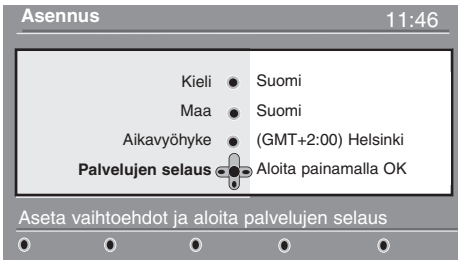 Asennus 11:46
Kieli Suomi
Maa Suomi
Aikavyöhyke (GMT+2:00) Helsinki
Palvelujen selaus Aloita painamalla OK
Aseta vaihtoehdot ja aloita palvelujen selaus